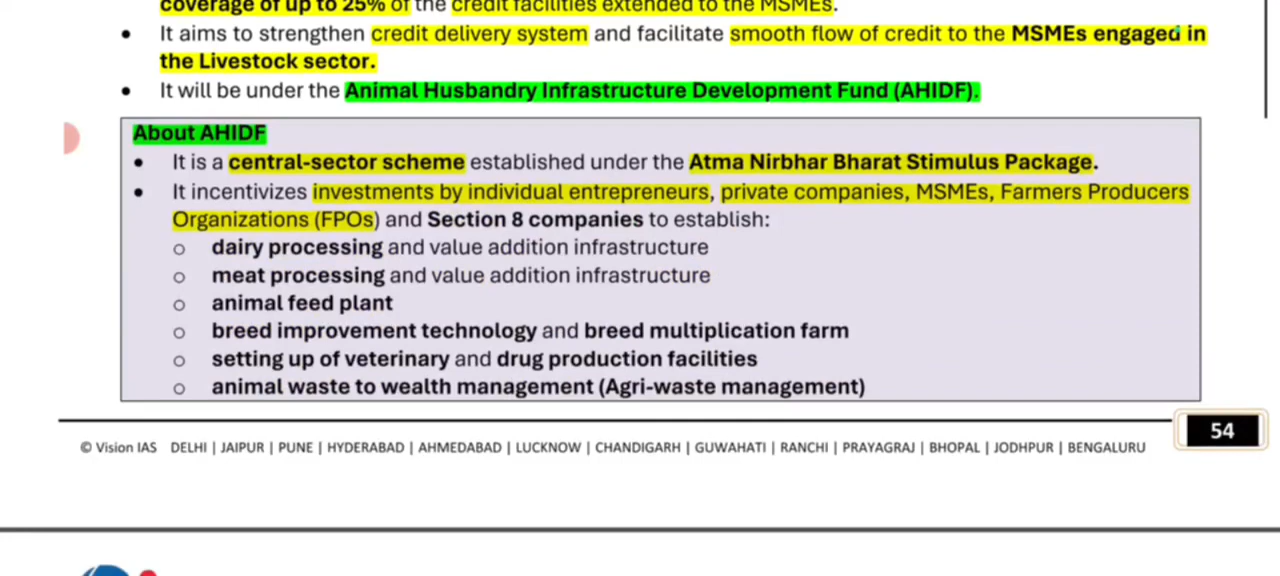 coverage of up to 25% of the credit facilities extended to the MSMEs.
• It aims to strengthen credit delivery system and facilitate smooth flow of credit to the MSMEs engaged in
the Livestock sector.
• It will be under the Animal Husbandry Infrastructure Development Fund (AHIDF).
About AHIDF
• It is a central-sector scheme established under the Atma Nirbhar Bharat Stimulus Package.
• It incentivizes investments by individual entrepreneurs, private companies, MSMEs, Farmers Producers
Organizations (FPOs) and Section 8 companies to establish:
o dairy processing and value addition infrastructure
o meat processing and value addition infrastructure
o animal feed plant
o breed improvement technology and breed multiplication farm
o setting up of veterinary and drug production facilities
o animal waste to wealth management (Agri-waste management)
54
© Vision IAS DELHI | JAIPUR | PUNE | HYDERABAD | AHMEDABAD | LUCKNOW | CHANDIGARH | GUWAHATI | RANCHI | PRAYAGRAJ | BHOPAL | JODHPUR | BENGALURU